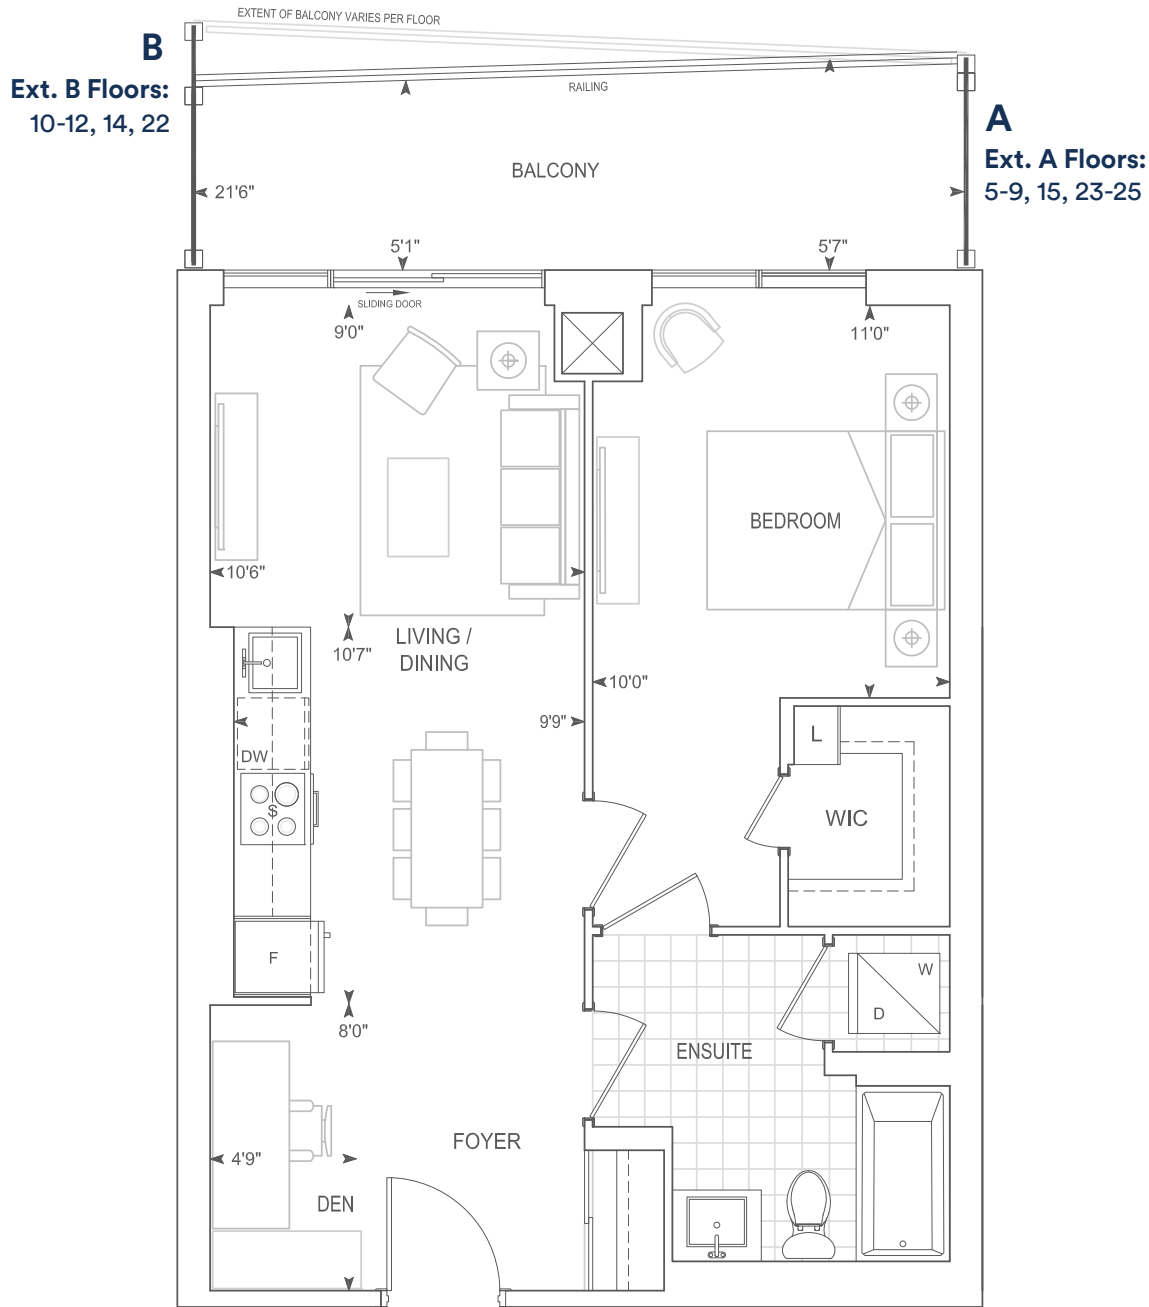 EXTENT OF BALCONY VARIES PER FLOOR
B
Ext. B Floors:
10-12, 14, 22
RAILING
A
Ext. A Floors:
5-9, 15, 23-25
BALCONY
21'6"
5'1"
5'7"
SLIDING DOOR
9'0"
11'0"
BEDROOM
10'6"
LIVING /
DINING
10'7"
10'0"
9'9"
DW
L
S
WIC
F
W
D
8'0"
ENSUITE
FOYER
4'9"
DEN